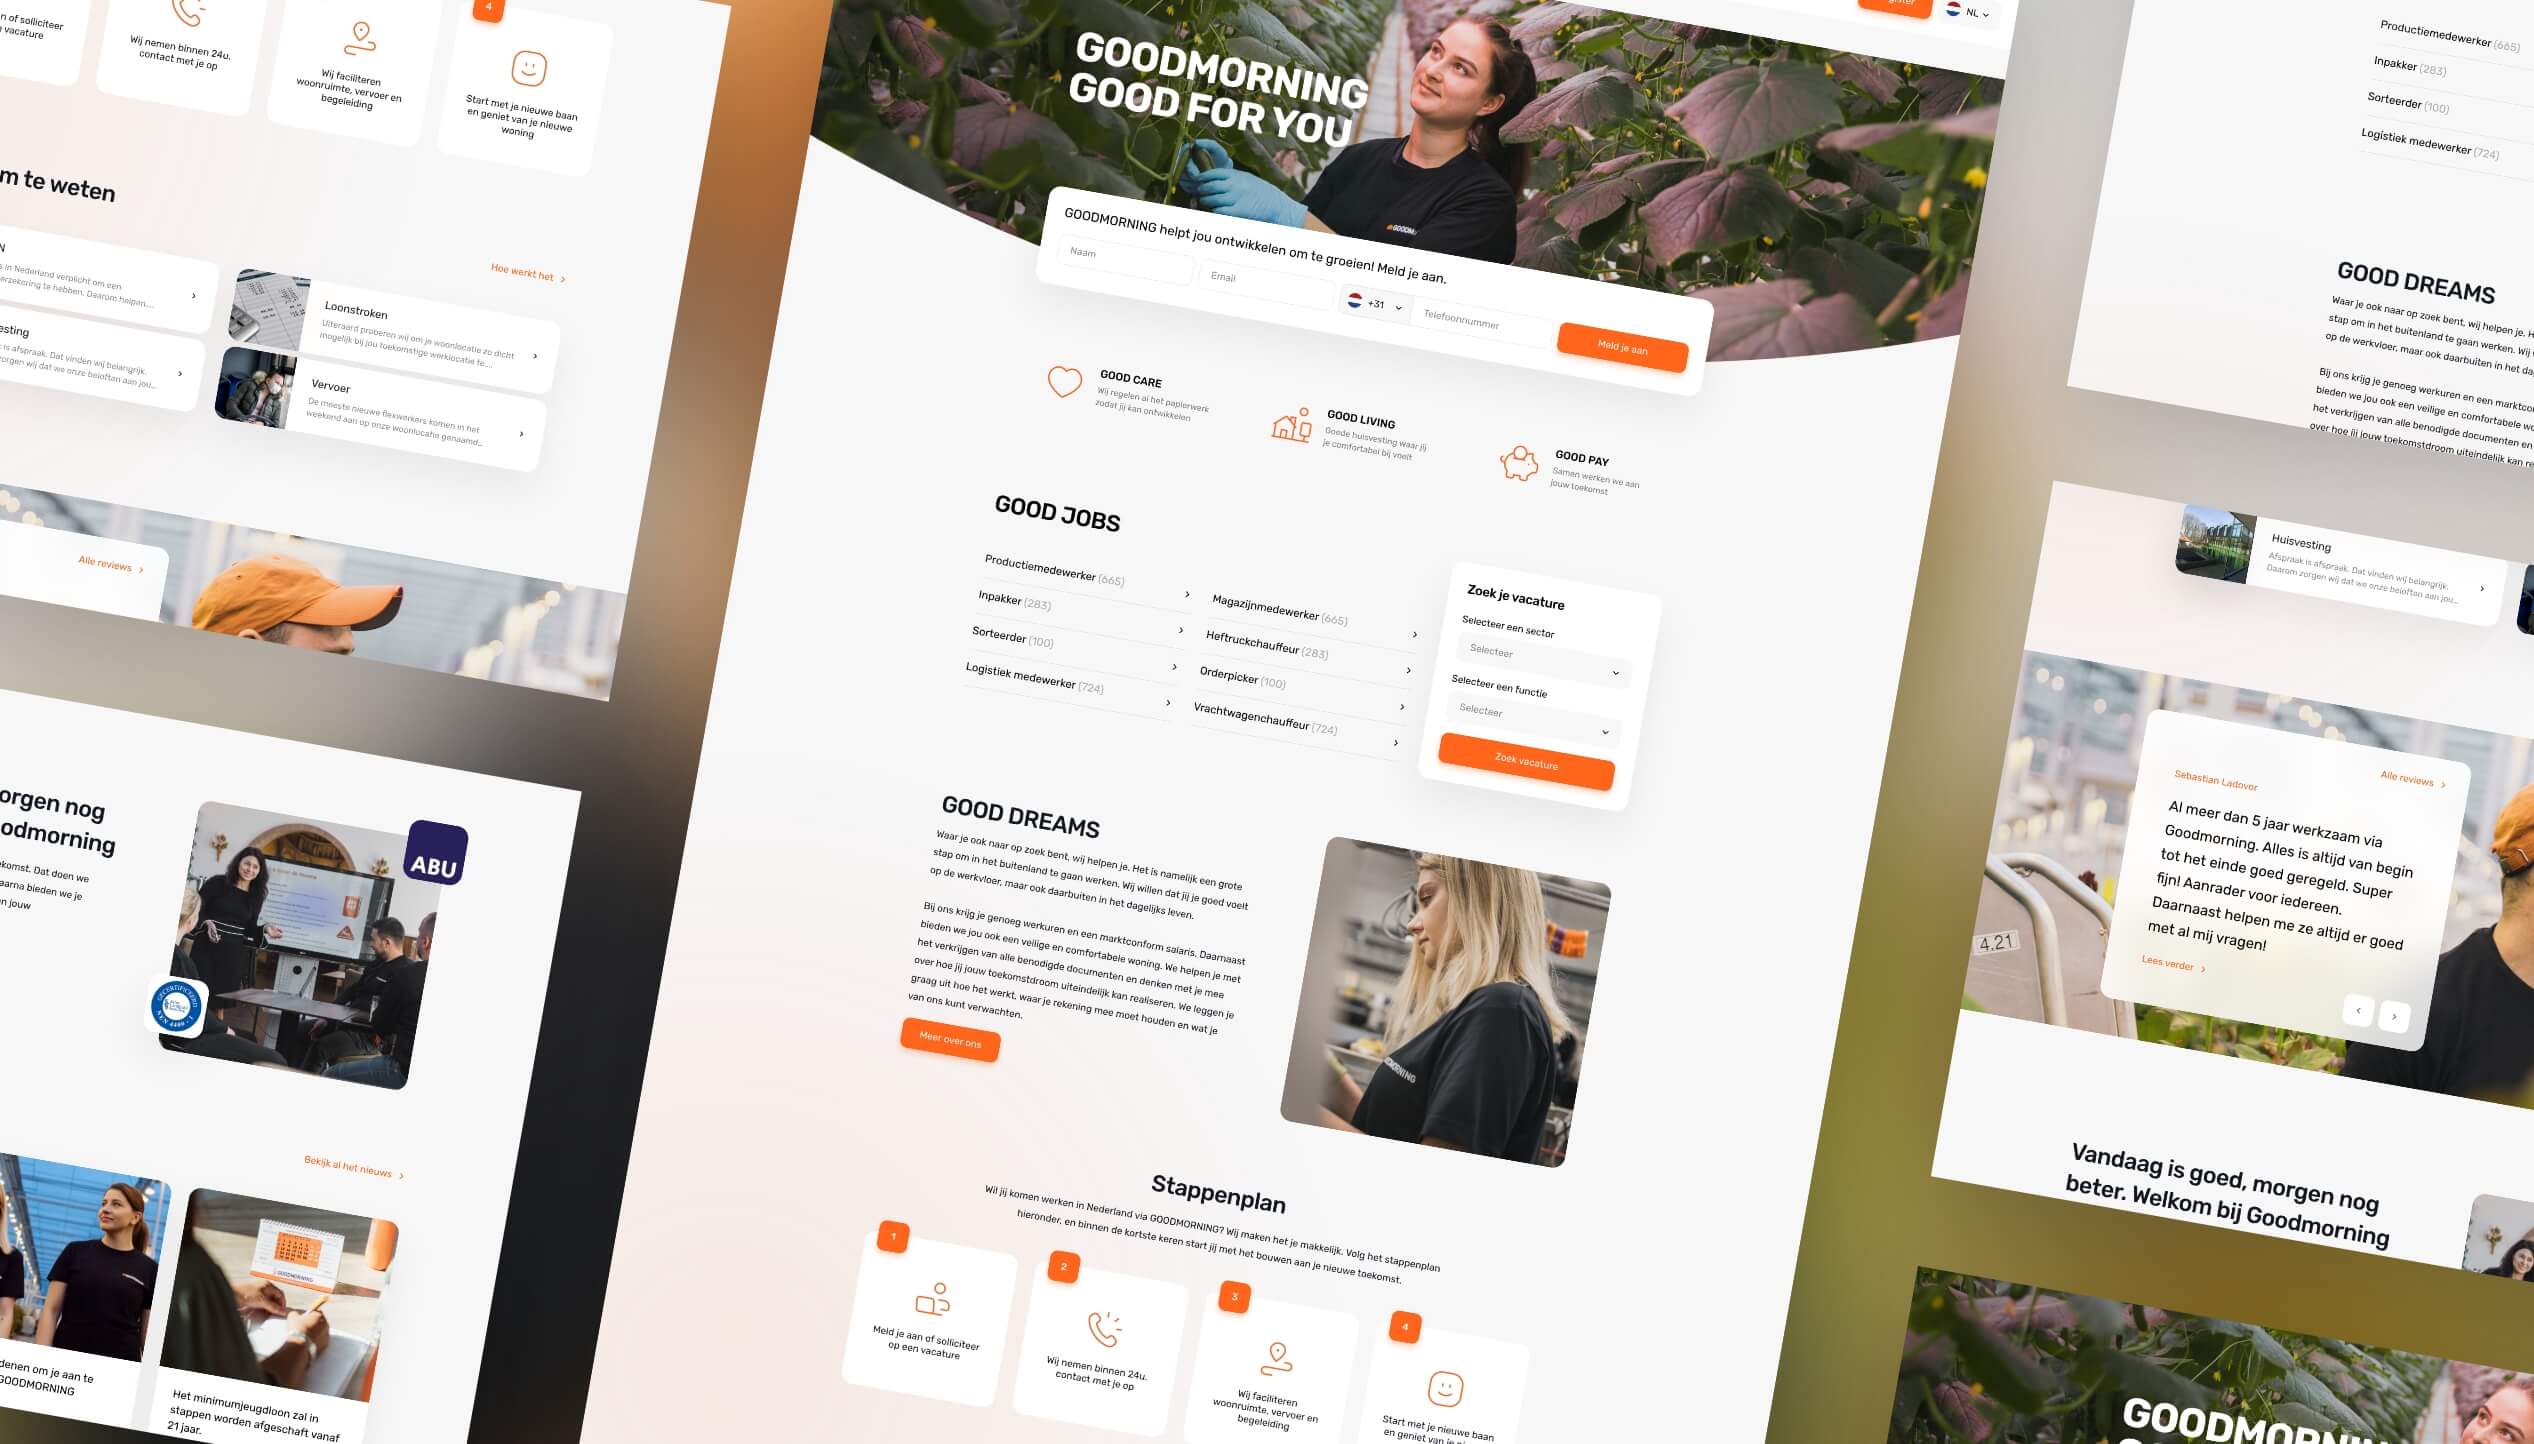 of solliciteer
vacature
Wij nemen binnen 24u.
contact met je op
Wij faciliteren
woonruimte, vervoer en
begeleiding
4
Start met je nieuwe baan
en geniet van je nieuwe
woning
m te weten
Hoe werkt het
N
s in Nederland verplicht om een
erzekering te hebben. Daarom helpen....
esting
is afspraak. Dat vinden wij belangrijk.
zorgen wij dat we onze beloften aan jou...
Loonstroken
Uiteraard proberen wij om je woonlocatie zo dicht
mogelijk bij jou toekomstige werklocatie te....
Vervoer
De meeste nieuwe flexwerkers komen in het
weekend aan op onze woonlocatie genaamd...
Alle reviews
orgen nog
odmorning
ekomst. Dat doen we
aarna bieden we je
n jouw
ABU
GECERTIFICEERD
NEN 4400 - 1
Bekijk al het nieuws
denen om je aan te
GOODMORNING
GOODMORNING
Het minimumjeugdloon zal in
stappen worden afgeschaft vanaf
21 jaar.
NL
GOODMORNING
GOOD FOR YOU
GOODM
GOODMORNING helpt jou ontwikkelen om te groeien! Meld je aan.
Naam
Email
+31
Telefoonnummer
Meld je aan
GOOD CARE
Wij regelen al het papierwerk
zodat jij kan ontwikkelen
GOOD LIVING
Goede huisvesting waar jij
je comfortabel bij voelt
GOOD PAY
Samen werken we aan
jouw toekomst
GOOD JOBS
Productiemedewerker (665)
Inpakker (283)
Sorteerder (100)
Logistiek medewerker (724)
Magazijnmedewerker (665)
Heftruckchauffeur (283)
Orderpicker (100)
Vrachtwagenchauffeur (724)
Zoek je vacature
Selecteer een sector
Selecteer
Selecteer een functie
Selecteer
Zoek vacature
GOOD DREAMS
Waar je ook naar op zoek bent, wij helpen je. Het is namelijk een grote
stap om in het buitenland te gaan werken. Wij willen dat jij je goed voelt
op de werkvloer, maar ook daarbuiten in het dagelijks leven.
Bij ons krijg je genoeg werkuren en een marktconform salaris. Daarnaast
bieden we jou ook een veilige en comfortabele woning. We helpen je met
het verkrijgen van alle benodigde documenten en denken met je mee
over hoe jij jouw toekomstdroom uiteindelijk kan realiseren. We leggen je
graag uit hoe het werkt, waar je rekening mee moet houden en wat je
van ons kunt verwachten.
Meer over ons
MORNING
Stappenplan
Wil jij komen werken in Nederland via GOODMORNING? Wij maken het je makkelijk. Volg het stappenplan
hieronder, en binnen de kortste keren start jij met het bouwen aan je nieuwe toekomst.
1
Meld je aan of solliciteer
op een vacature
2
Wij nemen binnen 24u.
contact met je op
3
Wij faciliteren
woonruimte, vervoer en
begeleiding
4
Start met je nieuwe baan
Productiemedewerker (665)
Inpakker (283)
Sorteerder (100)
Logistiek medewerker (724)
GOOD DREAMS
Waar je ook naar op zoek bent, wij helpen je. H
stap om in het buitenland te gaan werken. Wij
op de werkvloer, maar ook daarbuiten in het da
Bij ons krijg je genoeg werkuren en een marktcon
bieden we jou ook een veilige en comfortabele wo
het verkrijgen van alle benodigde documenten en
over hoe jij jouw toekomstdroom uiteindelijk kan re
Huisvesting
Afspraak is afspraak. Dat vinden wij belangrijk.
Daarom zorgen wij dat we onze beloften aan jou...
Sebastian Ladovor
Alle reviews
Al meer dan 5 jaar werkzaam via
Goodmorning. Alles is altijd van begin
tot het einde goed geregeld. Super
fijn! Aanrader voor iedereen.
Daarnaast helpen me ze altijd er goed
met al mij vragen!
Lees verder
4.21
Vandaag is goed, morgen nog
beter. Welkom bij Goodmorning
GOODMORNIN